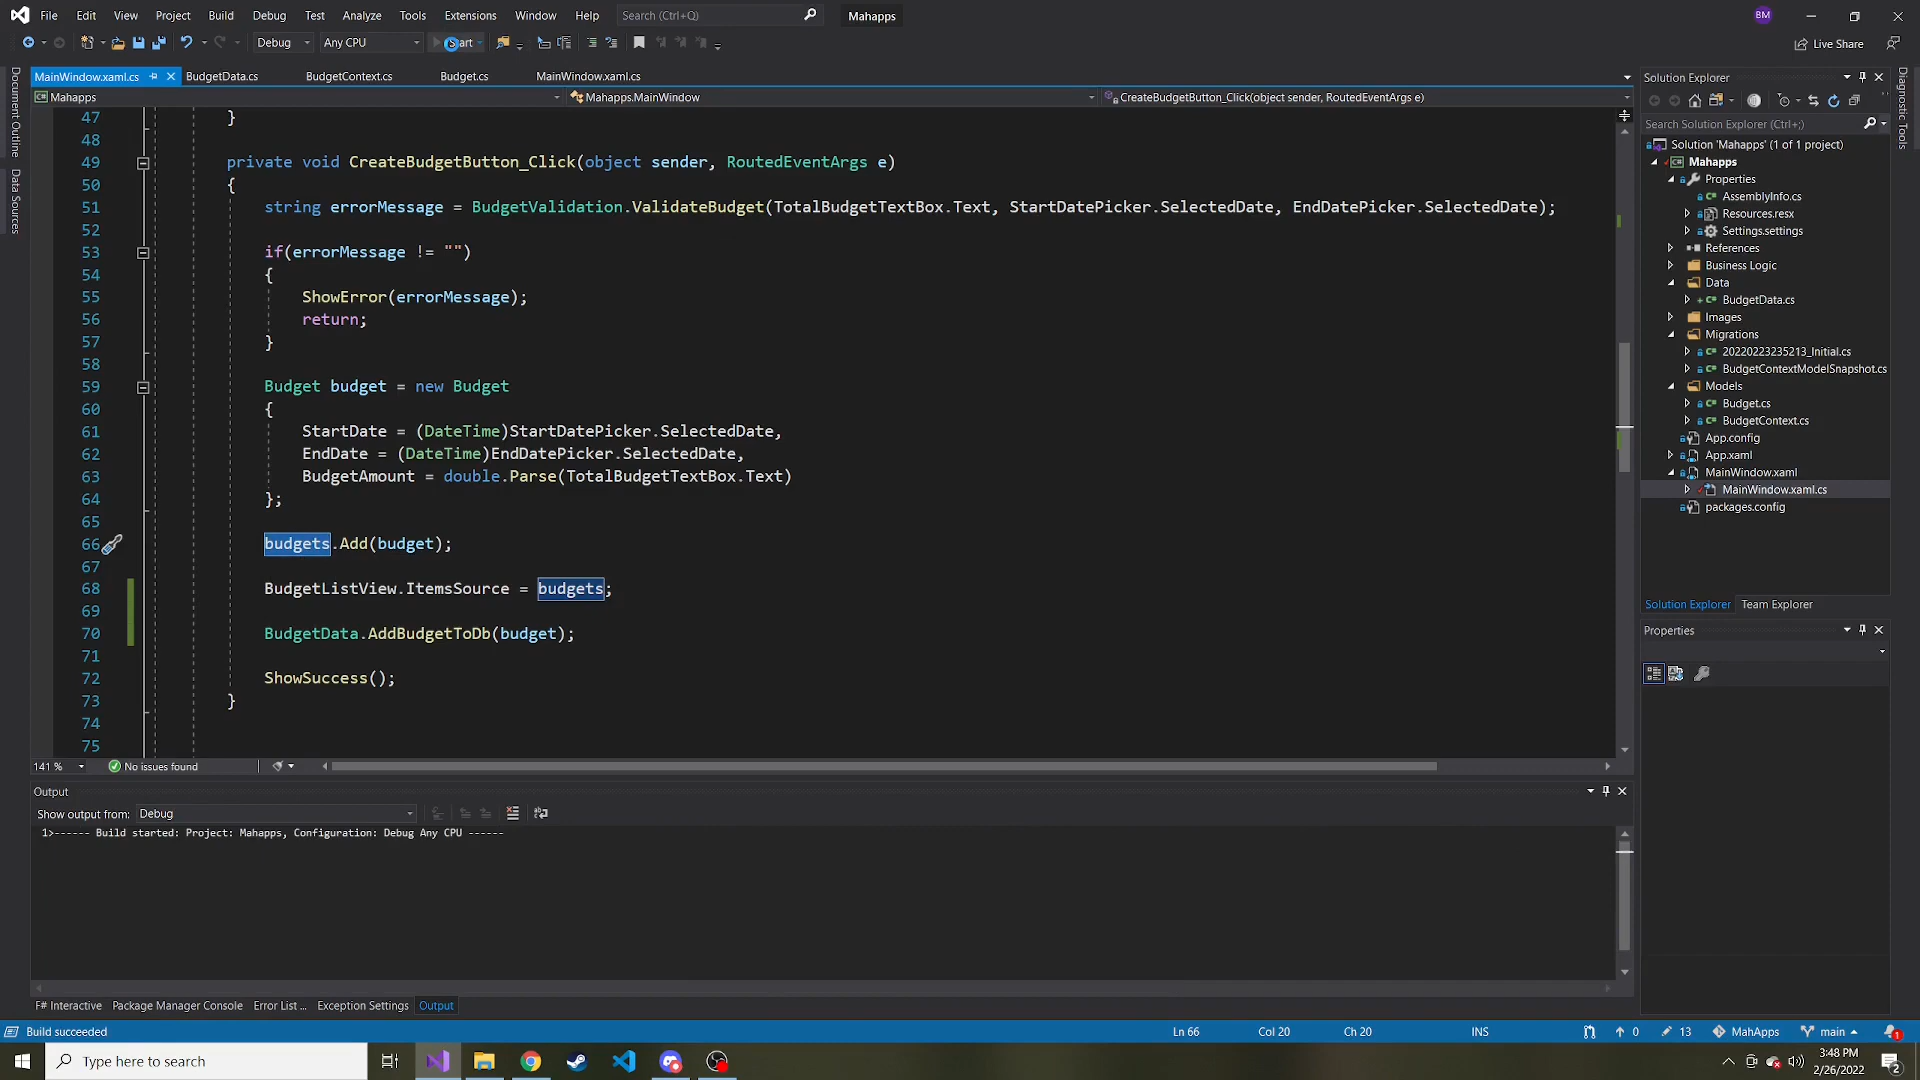 File Edit View Project Build Debug Test Analyze Tools Extensions Window Help Search (Ctrl+Q) Mahapps BM
Debug Any CPU Start Live Share
MainWindow.xaml.cs BudgetData.cs BudgetContext.cs Budget.cs MainWindow.xaml.cs
Mahapps Mahapps.MainWindow CreateBudgetButton_Click(object sender, RoutedEventArgs e)
Document Outline
Data Sources
47 }
48
49 private void CreateBudgetButton_Click(object sender, RoutedEventArgs e)
50 {
51 string errorMessage = BudgetValidation.ValidateBudget(TotalBudgetTextBox.Text, StartDatePicker.SelectedDate, EndDatePicker.SelectedDate);
52
53 if(errorMessage != "")
54 {
55 ShowError(errorMessage);
56 return;
57 }
58
59 Budget budget = new Budget
60 {
61 StartDate = (DateTime)StartDatePicker.SelectedDate,
62 EndDate = (DateTime)EndDatePicker.SelectedDate,
63 BudgetAmount = double.Parse(TotalBudgetTextBox.Text)
64 };
65
66 budgets.Add(budget);
67
68 BudgetListView.ItemsSource = budgets;
69
70 BudgetData.AddBudgetToDb(budget);
71
72 ShowSuccess();
73 }
74
75
141 % No issues found
Output
Show output from: Debug
1>------ Build started: Project: Mahapps, Configuration: Debug Any CPU ------
F# Interactive Package Manager Console Error List ... Exception Settings Output
Solution Explorer
Search Solution Explorer (Ctrl+;)
Solution 'Mahapps' (1 of 1 project)
Mahapps
Properties
AssemblyInfo.cs
Resources.resx
Settings.settings
References
Business Logic
Data
BudgetData.cs
Images
Migrations
20220223235213_Initial.cs
BudgetContextModelSnapshot.cs
Models
Budget.cs
BudgetContext.cs
App.config
App.xaml
MainWindow.xaml
MainWindow.xaml.cs
packages.config
Solution Explorer Team Explorer
Properties
Diagnostic Tools
Build succeeded Ln 66 Col 20 Ch 20 INS 0 13 MahApps main 1
Type here to search 3:48 PM
2/26/2022 2